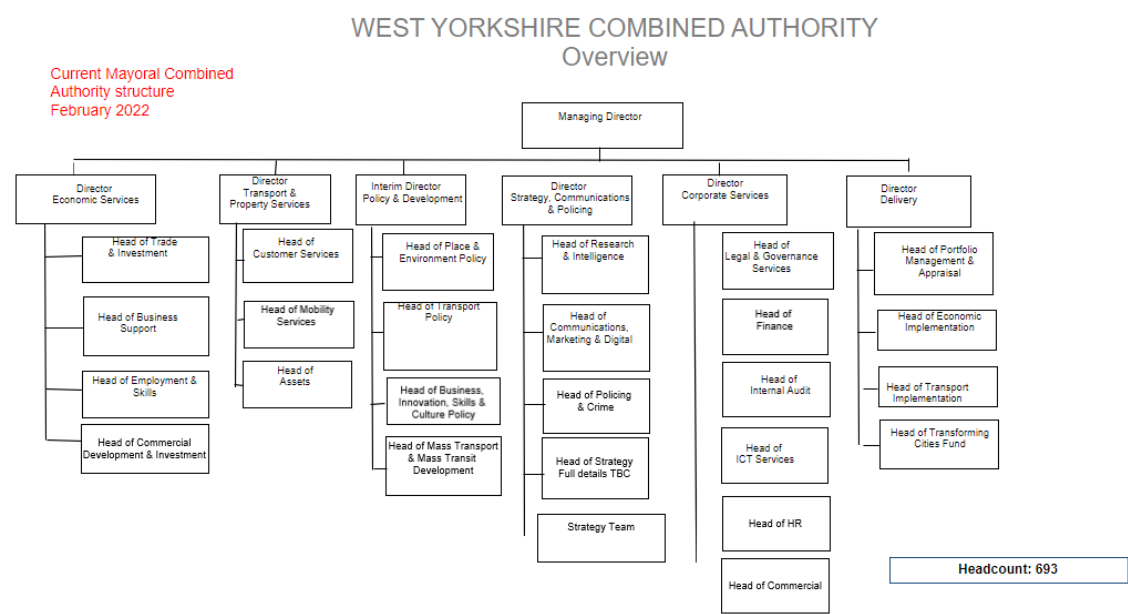 WEST YORKSHIRE COMBINED AUTHORITY
Overview
Current Mayoral Combined
Authority structure
February 2022
Managing Director
Director
Economic Services
Director
Transport &
Property Services
Interim Director
Policy & Development
Director
Strategy, Communications
& Policing
Director
Corporate Services
Director
Delivery
Head of Trade
& Investment
Head of Business
Support
Head of Employment &
Skills
Head of Commercial
Development & Investment
Head of
Customer Services
Head of Mobility
Services
Head of
Assets
Head of Place &
Environment Policy
Head of Transport
Policy
Head of Business,
Innovation, Skills &
Culture Policy
Head of Mass Transport
& Mass Transit
Development
Head of Research
& Intelligence
Head of
Communications,
Marketing & Digital
Head of Policing
& Crime
Head of Strategy
Full details TBC
Strategy Team
Head of
Legal & Governance
Services
Head of
Finance
Head of
Internal Audit
Head of
ICT Services
Head of HR
Head of Commercial
Head of Portfolio
Management &
Appraisal
Head of Economic
Implementation
Head of Transport
Implementation
Head of Transforming
Cities Fund
Headcount: 693